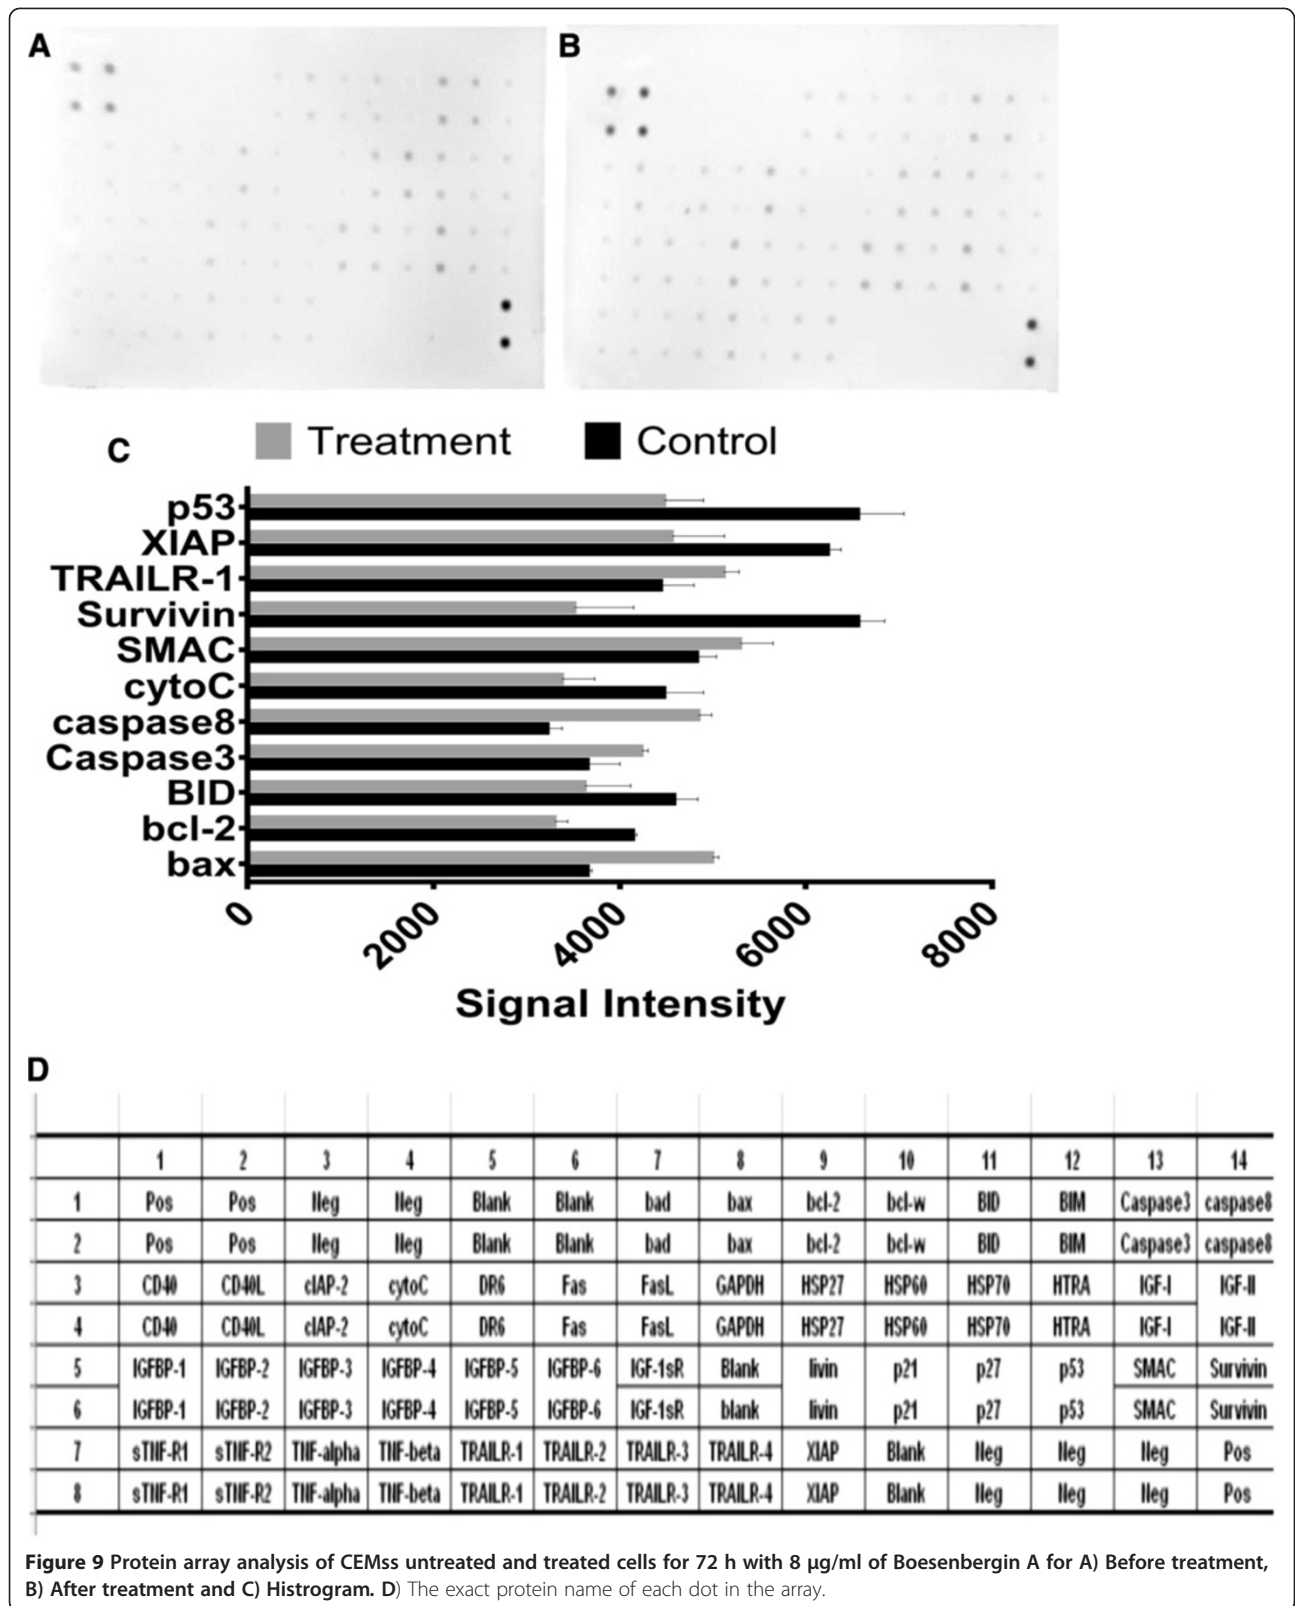 A
B
C
Treatment Control
p53
XIAP
TRAILR-1
Survivin
SMAC
cytoC
caspase8
Caspase3
BID
bcl-2
bax
0 2000 4000 6000 8000
Signal Intensity
D
1 2 3 4 5 6 7 8 9 10 11 12 13 14
1 Pos Pos Neg Neg Blank Blank bad bax bcl-2 bcl-w BID BIM Caspase3 caspase8
2 Pos Pos Neg Neg Blank Blank bad bax bcl-2 bcl-w BID BIM Caspase3 caspase8
3 CD40 CD40L cIAP-2 cytoC DR6 Fas FasL GAPDH HSP27 HSP60 HSP70 HTRA IGF-I IGF-II
4 CD40 CD40L cIAP-2 cytoC DR6 Fas FasL GAPDH HSP27 HSP60 HSP70 HTRA IGF-I IGF-II
5 IGFBP-1 IGFBP-2 IGFBP-3 IGFBP-4 IGFBP-5 IGFBP-6 IGF-1sR Blank livin p21 p27 p53 SMAC Survivin
6 IGFBP-1 IGFBP-2 IGFBP-3 IGFBP-4 IGFBP-5 IGFBP-6 IGF-1sR blank livin p21 p27 p53 SMAC Survivin
7 sTNF-R1 sTNF-R2 TNF-alpha TNF-beta TRAILR-1 TRAILR-2 TRAILR-3 TRAILR-4 XIAP Blank Neg Neg Neg Pos
8 sTNF-R1 sTNF-R2 TNF-alpha TNF-beta TRAILR-1 TRAILR-2 TRAILR-3 TRAILR-4 XIAP Blank Neg Neg Neg Pos
Figure 9 Protein array analysis of CEMss untreated and treated cells for 72 h with 8 μg/ml of Boesenbergin A for A) Before treatment,
B) After treatment and C) Histrogram. D) The exact protein name of each dot in the array.